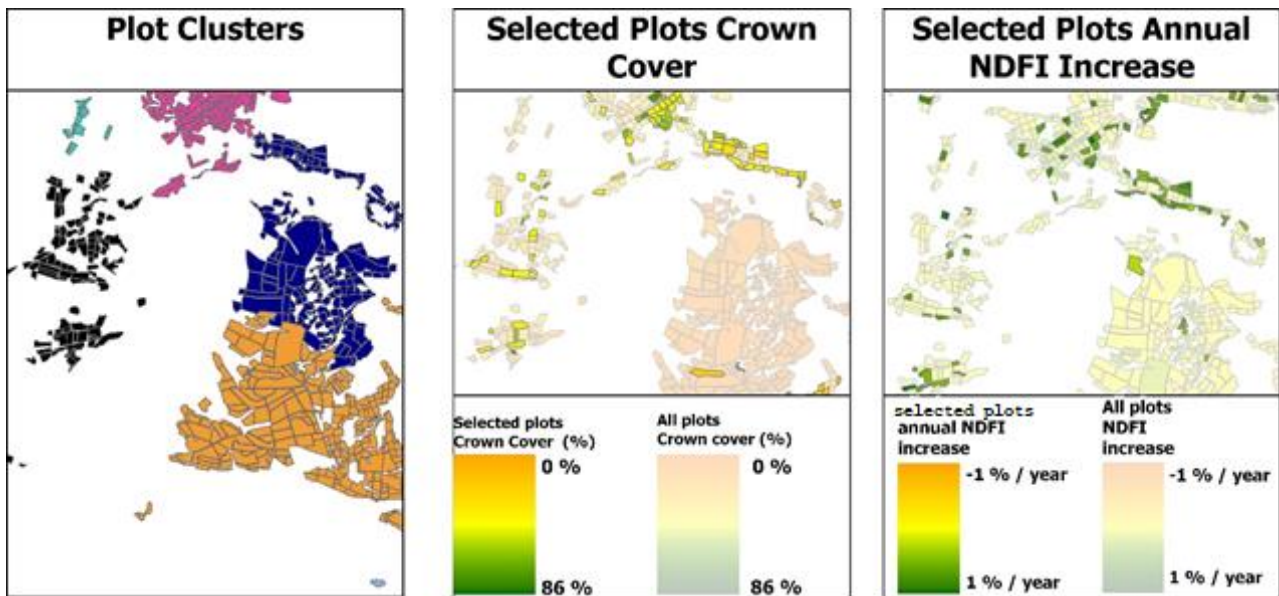 Plot Clusters
Selected Plots Crown
Cover
Selected Plots Annual
NDFI Increase
Selected plots
Crown Cover (%)
0 %
86 %
All plots
Crown cover (%)
0 %
86 %
selected plots
annual NDFI
increase
-1 % / year
1 % / year
All plots
NDFI
increase
-1 % / year
1 % / year